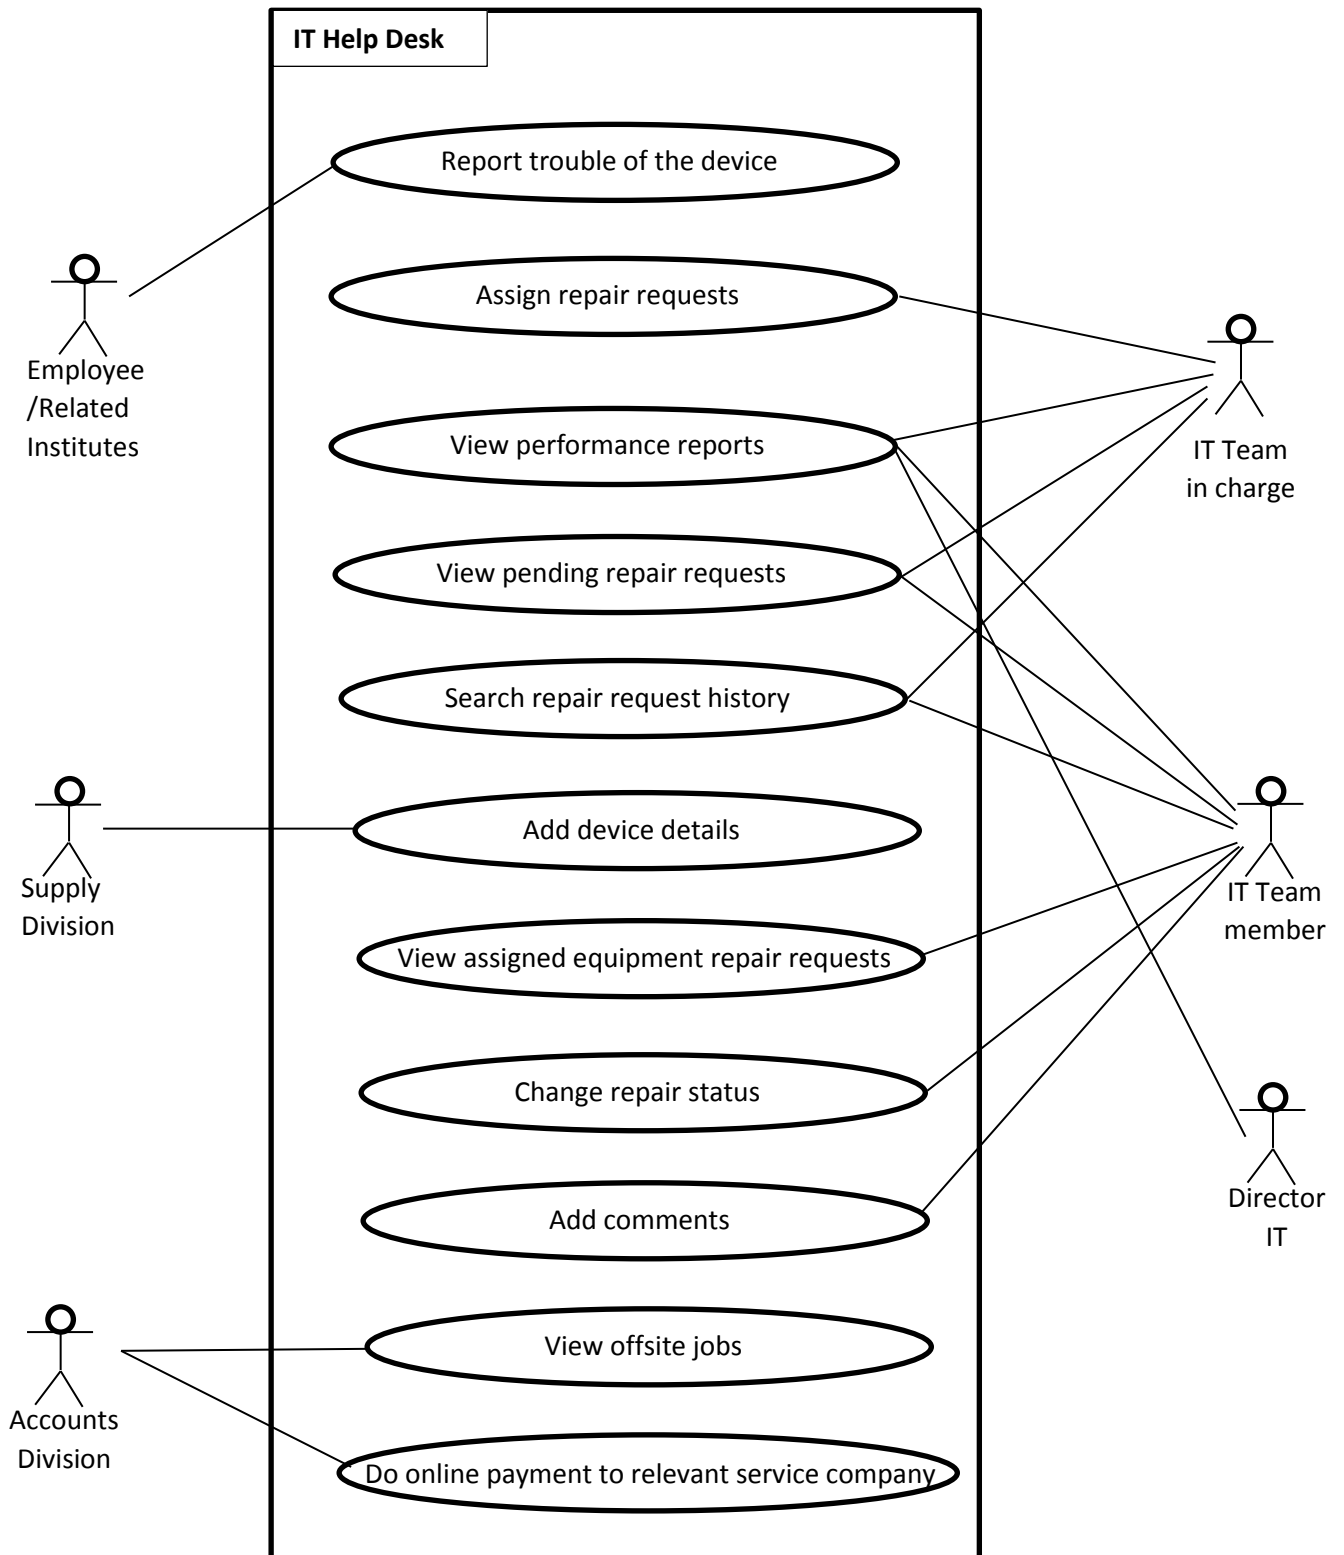 IT Help Desk
Report trouble of the device
Assign repair requests
Employee
/Related
Institutes
View performance reports
IT Team
in charge
View pending repair requests
Search repair request history
Add device details
Supply
Division
IT Team
member
View assigned equipment repair requests
Change repair status
Director
IT
Add comments
View offsite jobs
Accounts
Division
Do online payment to relevant service company